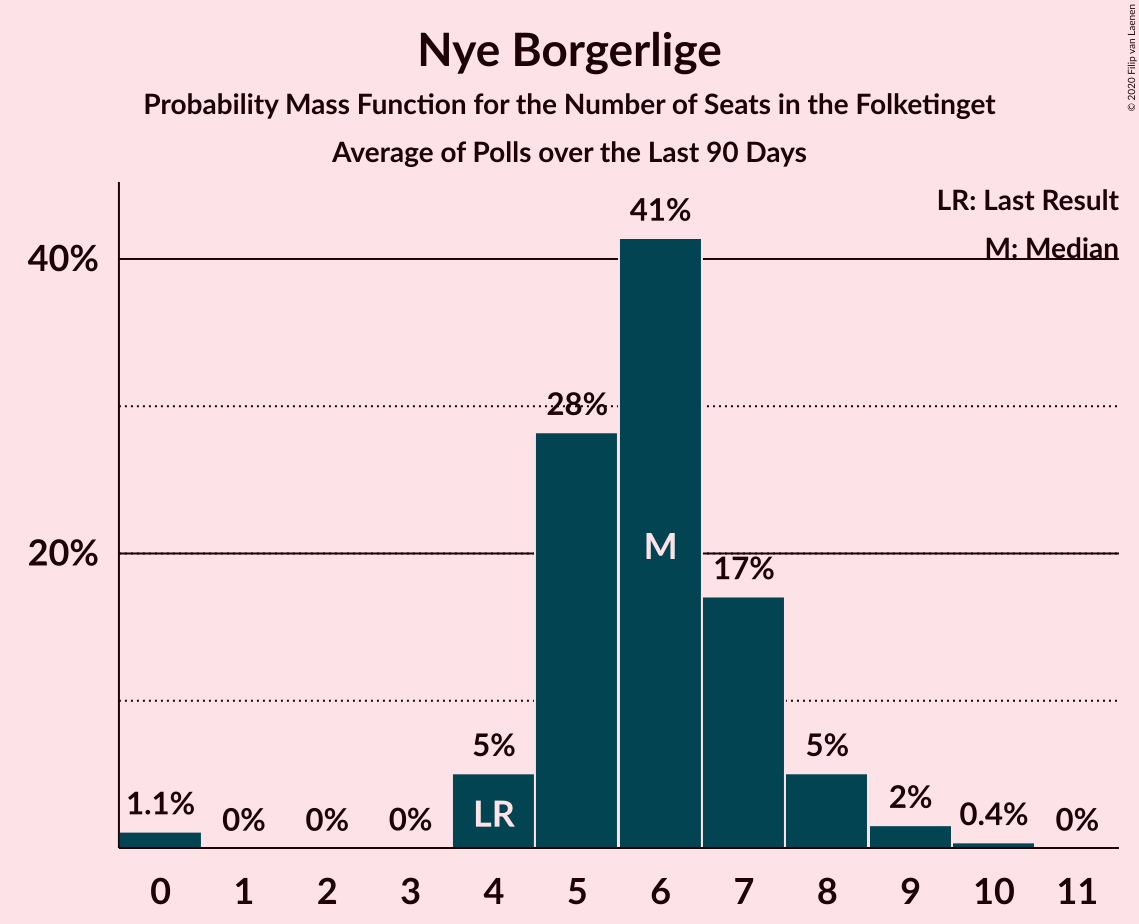 Nye Borgerlige
Probability Mass Function for the Number of Seats in the Folketinget
Average of Polls over the Last 90 Days
© 2020 Filip van Laenen
LR: Last Result
M: Median
40%
20%
1.1%
0%
0%
0%
5%
28%
41%
17%
5%
2%
0.4%
0%
LR
M
0 1 2 3 4 5 6 7 8 9 10 11